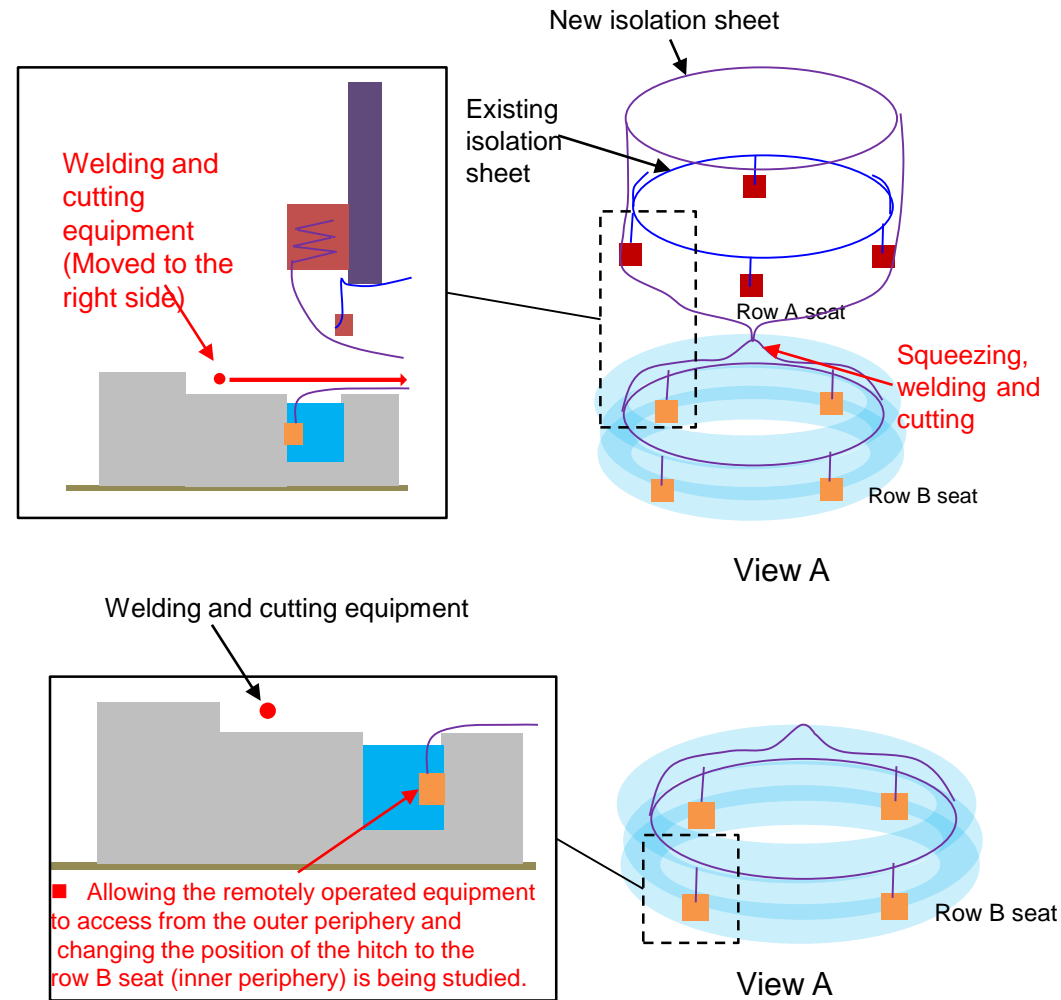 New isolation sheet
Existing
isolation
sheet
Welding and
cutting
equipment
(Moved to the
right side)
Row A seat
Squeezing,
welding and
cutting
Row B seat
View A
Welding and cutting equipment
■ Allowing the remotely operated equipment
to access from the outer periphery and
changing the position of the hitch to the
row B seat (inner periphery) is being studied.
Row B seat
View A